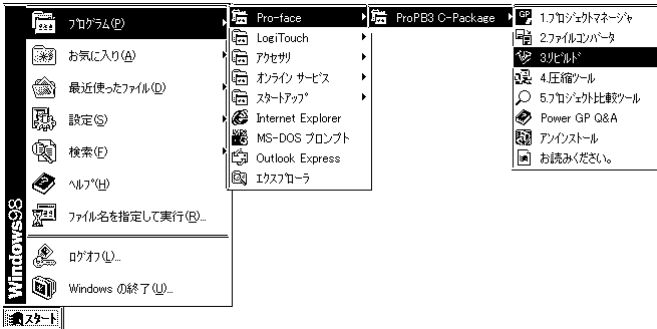 ﾌﾟﾛｸﾞﾗﾑ(P)
お気に入り(A)
最近使ったﾌｧｲﾙ(D)
設定(S)
検索(F)
ﾍﾙﾌﾟ(H)
ﾌｧｲﾙ名を指定して実行(R)...
ﾛｸﾞｵﾌ(L)...
Windows の終了(U)...
Windows98
スタート
Pro-face
LogiTouch
ｱｸｾｻﾘ
ｵﾝﾗｲﾝ ｻｰﾋﾞｽ
ｽﾀｰﾄｱｯﾌﾟ
Internet Explorer
MS-DOS プロンプト
Outlook Express
ｴｸｽﾌﾟﾛｰﾗ
ProPB3 C-Package
1.ﾌﾟﾛｼﾞｪｸﾄﾏﾈｰｼﾞｬ
2.ﾌｧｲﾙｺﾝﾊﾞｰﾀ
3.ﾘﾋﾞﾙﾄﾞ
4.圧縮ﾂｰﾙ
5.ﾌﾟﾛｼﾞｪｸﾄ比較ﾂｰﾙ
Power GP Q&A
ｱﾝｲﾝｽﾄｰﾙ
お読みください。